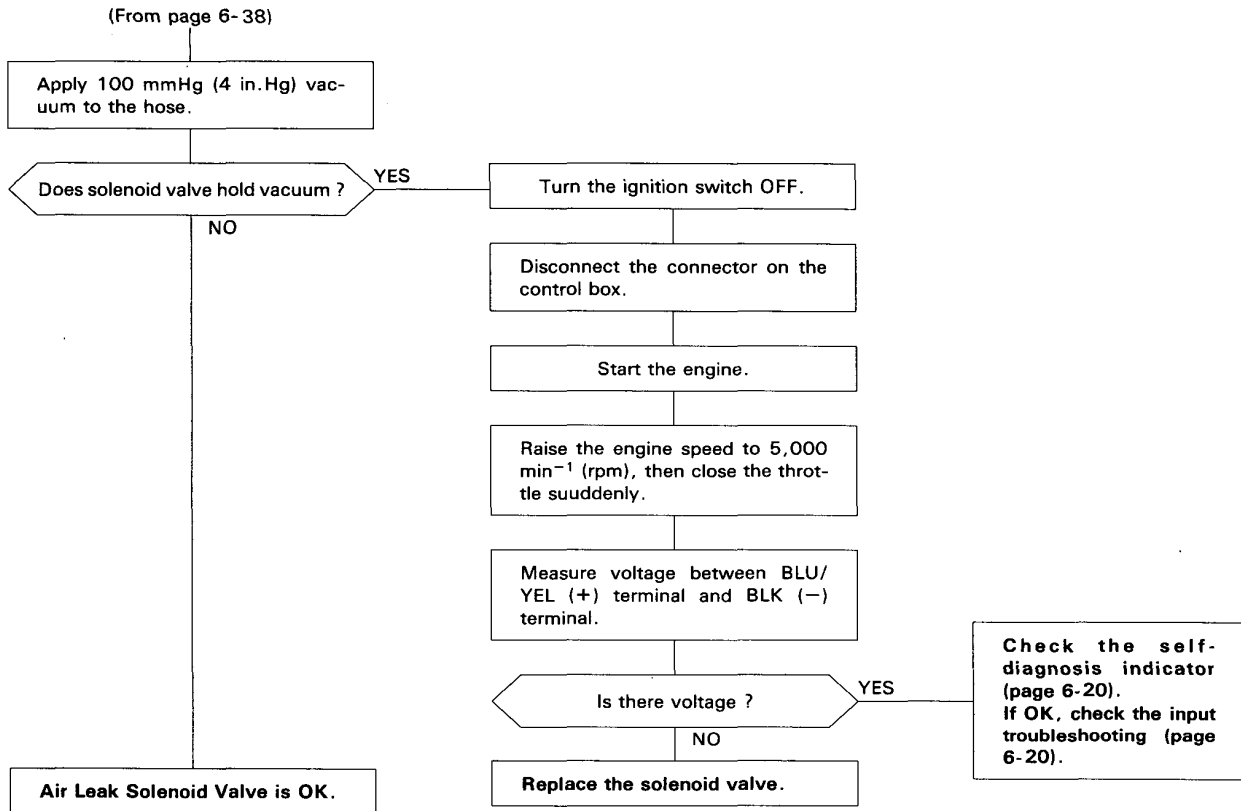 (From page 6-38)
Apply 100 mmHg (4 in.Hg) vac-
uum to the hose.
Does solenoid valve hold vacuum ?
YES
NO
Turn the ignition switch OFF.
Disconnect the connector on the
control box.
Start the engine.
Raise the engine speed to 5,000
min⁻¹ (rpm), then close the throt-
tle suuddenly.
Measure voltage between BLU/
YEL (+) terminal and BLK (−)
terminal.
Is there voltage ?
YES
NO
Check the self-
diagnosis indicator
(page 6-20).
If OK, check the input
troubleshooting (page
6-20).
Air Leak Solenoid Valve is OK.
Replace the solenoid valve.